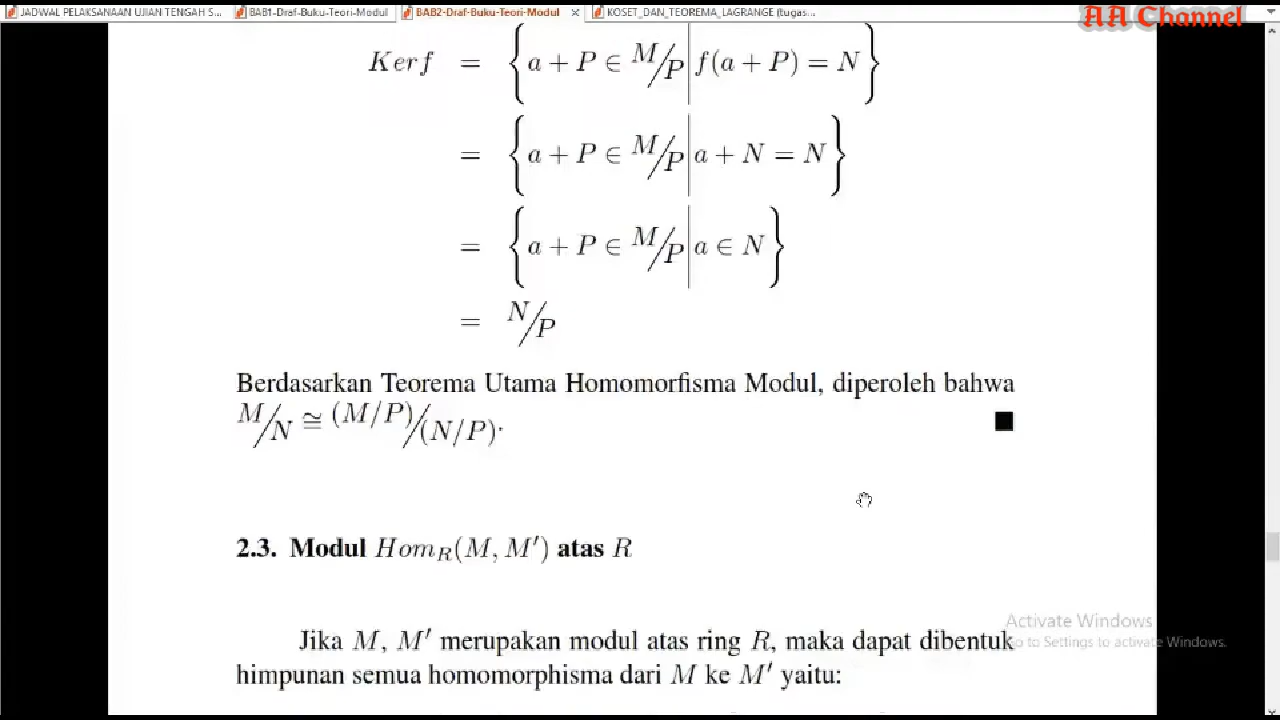 JADWAL PELAKSANAAN UJIAN TENGAH S... BAB1-Draf-Buku-Teori-Modul BAB2-Draf-Buku-Teori-Modul KOSET_DAN_TEOREMA_LAGRANGE (tugas...
AA Channel
Ker f = {a + P ∈ M/P | f(a + P) = N}
= {a + P ∈ M/P | a + N = N}
= {a + P ∈ M/P | a ∈ N}
= N/P
Berdasarkan Teorema Utama Homomorfisma Modul, diperoleh bahwa
M/N ≅ (M/P)/(N/P). ■
2.3. Modul Hom_R(M, M′) atas R
Activate Windows
Go to Settings to activate Windows.
Jika M, M′ merupakan modul atas ring R, maka dapat dibentuk
himpunan semua homomorphisma dari M ke M′ yaitu: